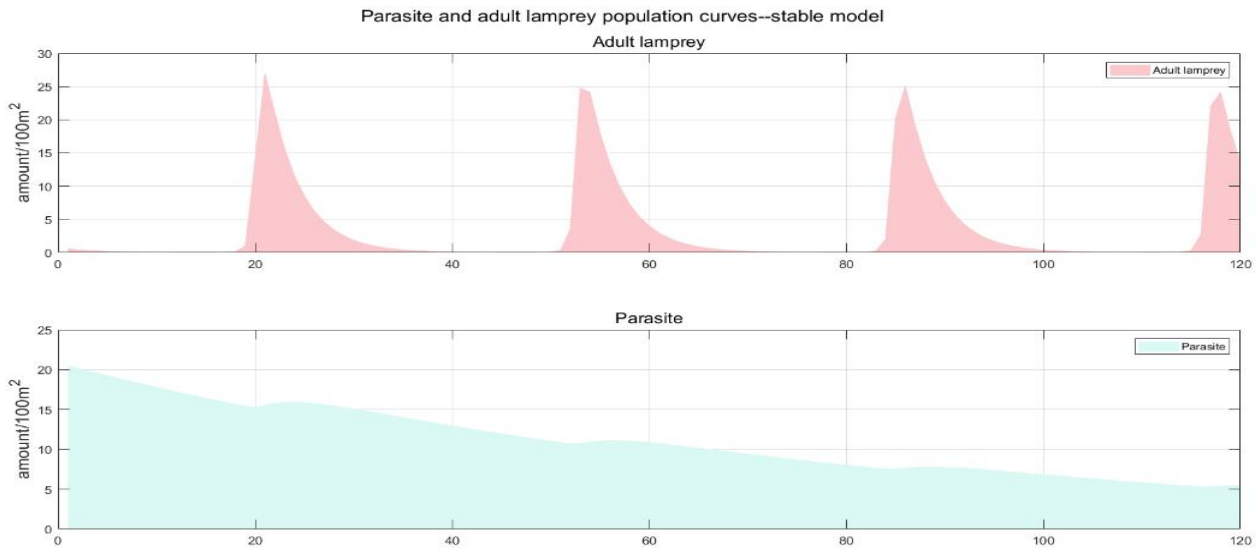 Parasite and adult lamprey population curves--stable model
Adult lamprey
30
25
20
15
10
5
0
amount/100m²
Adult lamprey
0 20 40 60 80 100 120
Parasite
25
20
15
10
5
0
amount/100m²
Parasite
0 20 40 60 80 100 120